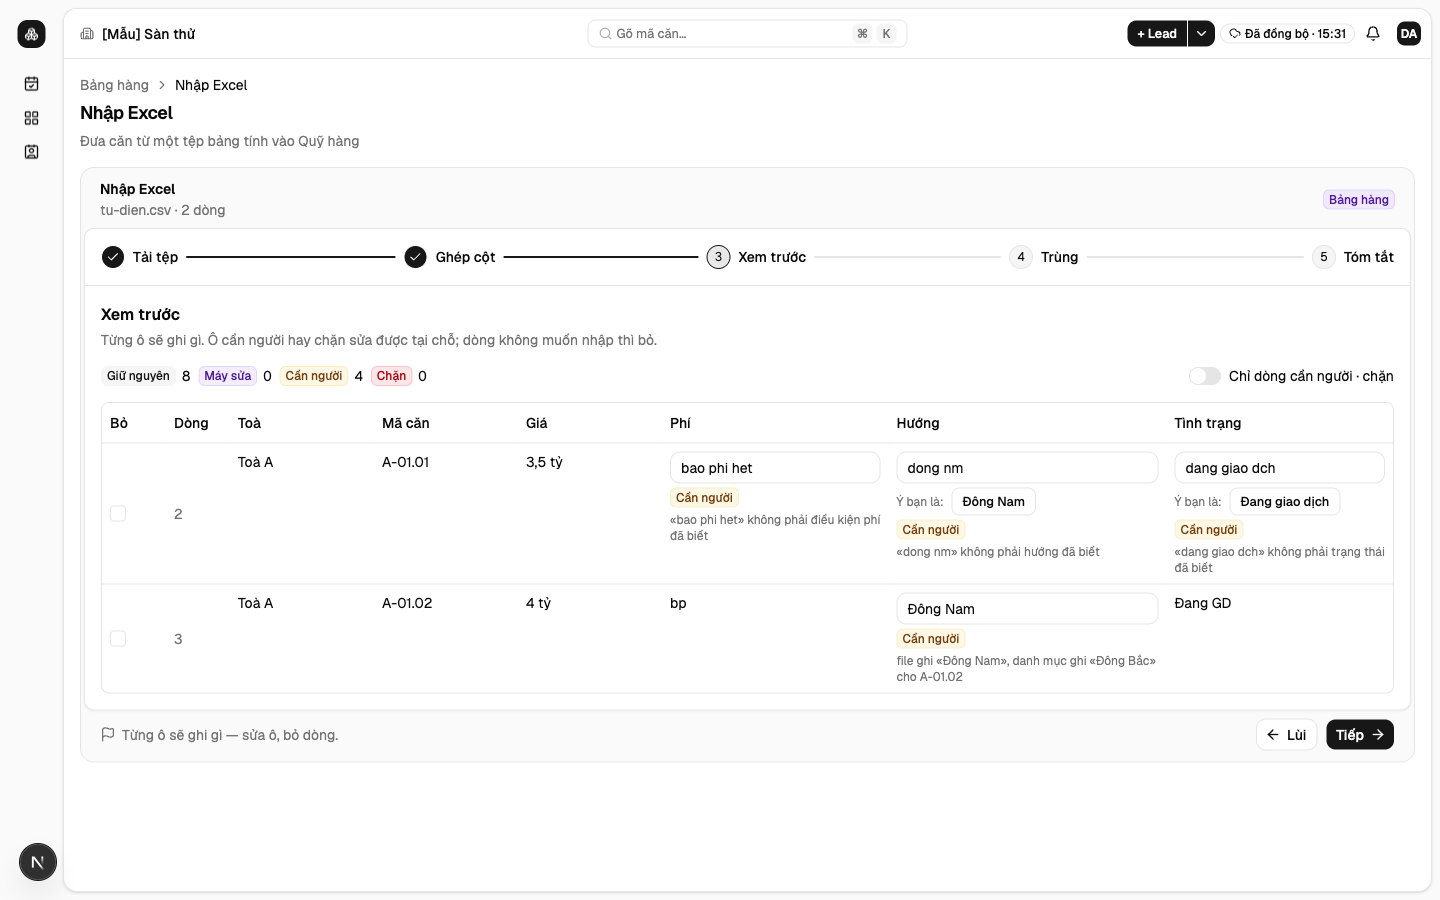 [Mẫu] Sàn thử
Gõ mã căn...
⌘ K
+ Lead
Đã đồng bộ · 15:31
DA
Bảng hàng > Nhập Excel
Nhập Excel
Đưa căn từ một tệp bảng tính vào Quỹ hàng
Nhập Excel
tu-dien.csv · 2 dòng
Bảng hàng
Tải tệp
Ghép cột
3 Xem trước
4 Trùng
5 Tóm tắt
Xem trước
Từng ô sẽ ghi gì. Ô cần người hay chặn sửa được tại chỗ; dòng không muốn nhập thì bỏ.
Giữ nguyên 8 Máy sửa 0 Cần người 4 Chặn 0
Chỉ dòng cần người · chặn
Bỏ Dòng Toà Mã căn Giá Phí Hướng Tình trạng
2 Toà A A-01.01 3,5 tỷ
bao phi het
Cần người
«bao phi het» không phải điều kiện phí
đã biết
dong nm
Ý bạn là: Đông Nam
Cần người
«dong nm» không phải hướng đã biết
dang giao dch
Ý bạn là: Đang giao dịch
Cần người
«dang giao dch» không phải trạng thái
đã biết
3 Toà A A-01.02 4 tỷ bp
Đông Nam
Cần người
file ghi «Đông Nam», danh mục ghi «Đông Bắc»
cho A-01.02
Đang GD
Từng ô sẽ ghi gì — sửa ô, bỏ dòng.
Lùi
Tiếp
N